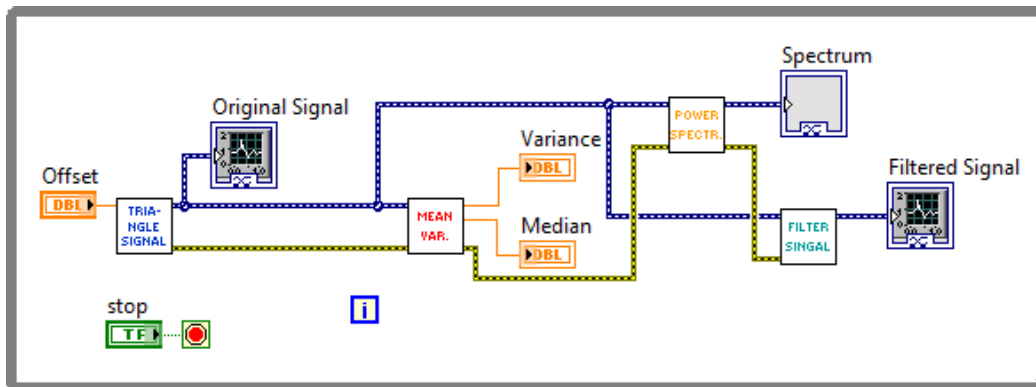 Spectrum
Original Signal
POWER
SPECTR.
Variance
DBL
Offset
DBL
Filtered Signal
TRIA-
NGLE
SIGNAL
MEAN
VAR.
Median
DBL
FILTER
SINGAL
stop
TF
i